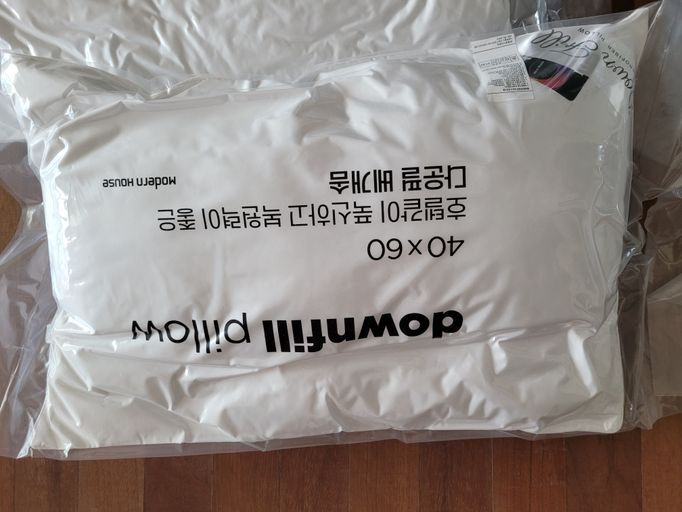 downfill pillow
40×60
호텔같이 푹신하고 복원력이 좋은
다운필 베개솜
MODERN HOUSE